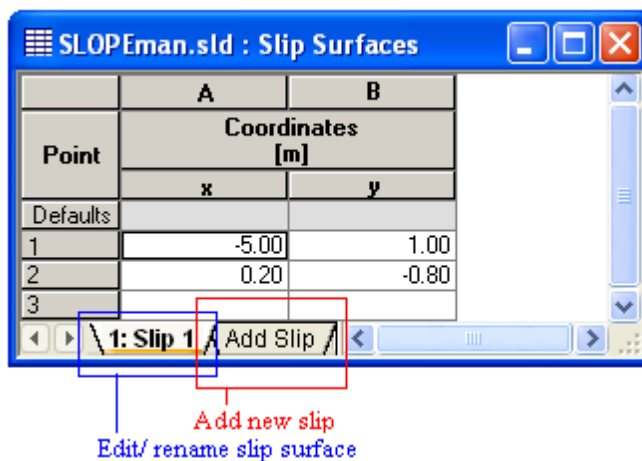 SLOPEman.sld : Slip Surfaces
A B
Point Coordinates
[m]
x y
Defaults
1 -5.00 1.00
2 0.20 -0.80
3
1: Slip 1 Add Slip
Add new slip
Edit/ rename slip surface